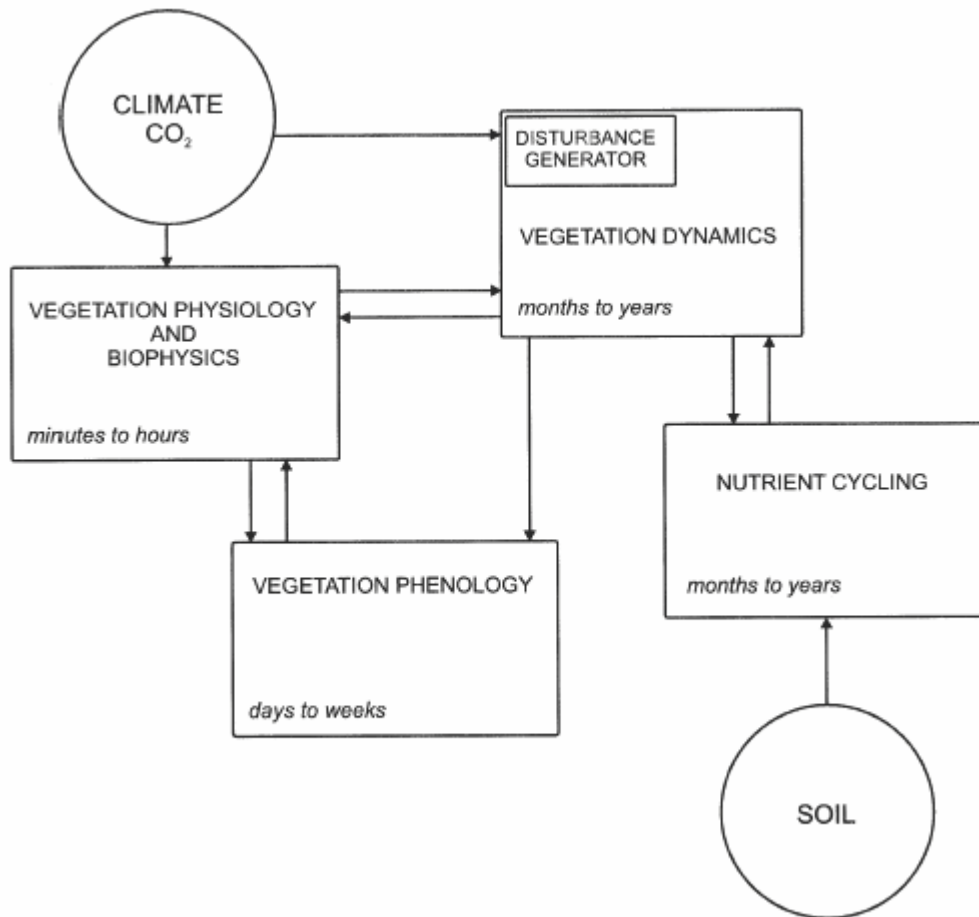 CLIMATE
CO₂
DISTURBANCE
GENERATOR
VEGETATION DYNAMICS
months to years
VEGETATION PHYSIOLOGY
AND
BIOPHYSICS
minutes to hours
NUTRIENT CYCLING
months to years
VEGETATION PHENOLOGY
days to weeks
SOIL